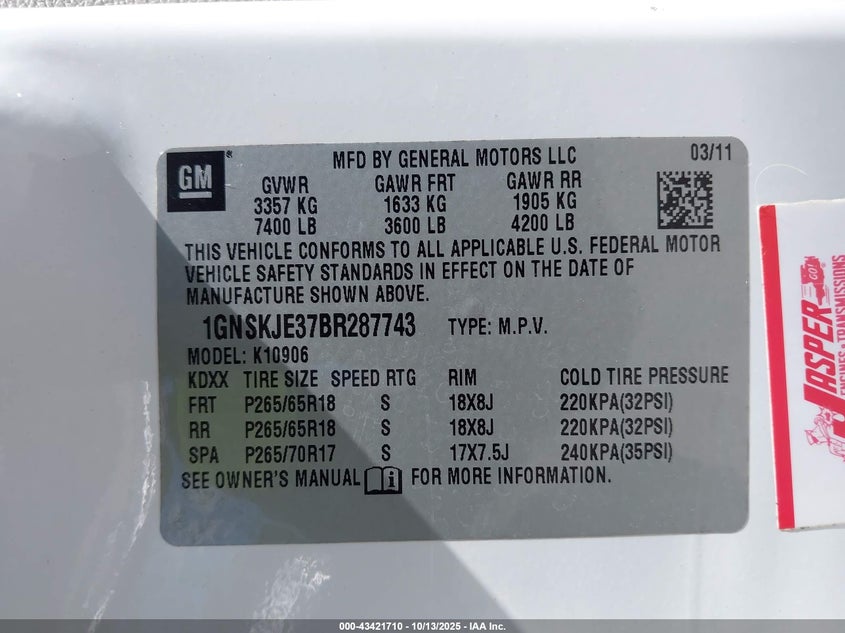 GM ®
MFD BY GENERAL MOTORS LLC 03/11
GVWR GAWR FRT GAWR RR
3357 KG 1633 KG 1905 KG
7400 LB 3600 LB 4200 LB
THIS VEHICLE CONFORMS TO ALL APPLICABLE U.S. FEDERAL MOTOR
VEHICLE SAFETY STANDARDS IN EFFECT ON THE DATE OF
MANUFACTURE SHOWN ABOVE.
1GNSKJE37BR287743 TYPE: M.P.V.
MODEL: K10906
KDXX TIRE SIZE SPEED RTG RIM COLD TIRE PRESSURE
FRT P265/65R18 S 18X8J 220KPA(32PSI)
RR P265/65R18 S 18X8J 220KPA(32PSI)
SPA P265/70R17 S 17X7.5J 240KPA(35PSI)
SEE OWNER'S MANUAL i FOR MORE INFORMATION.
JASPER
ENGINES & TRANSMISSIONS
000-43421710 - 10/13/2025 - IAA Inc.